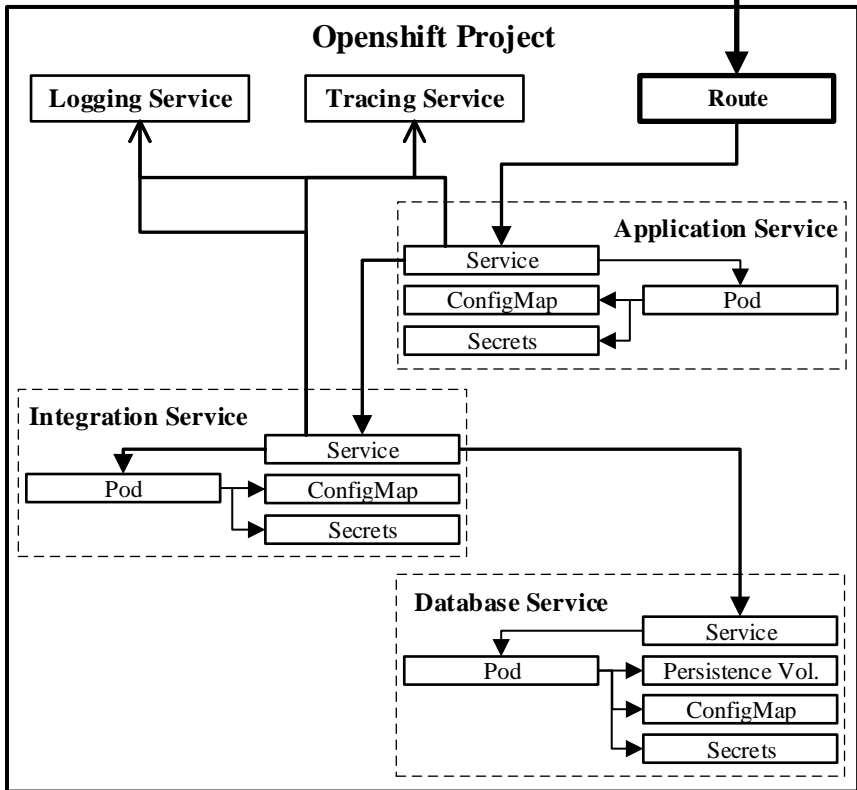 Openshift Project
Logging Service
Tracing Service
Route
Application Service
Service
ConfigMap
Pod
Secrets
Integration Service
Service
Pod
ConfigMap
Secrets
Database Service
Service
Pod
Persistence Vol.
ConfigMap
Secrets